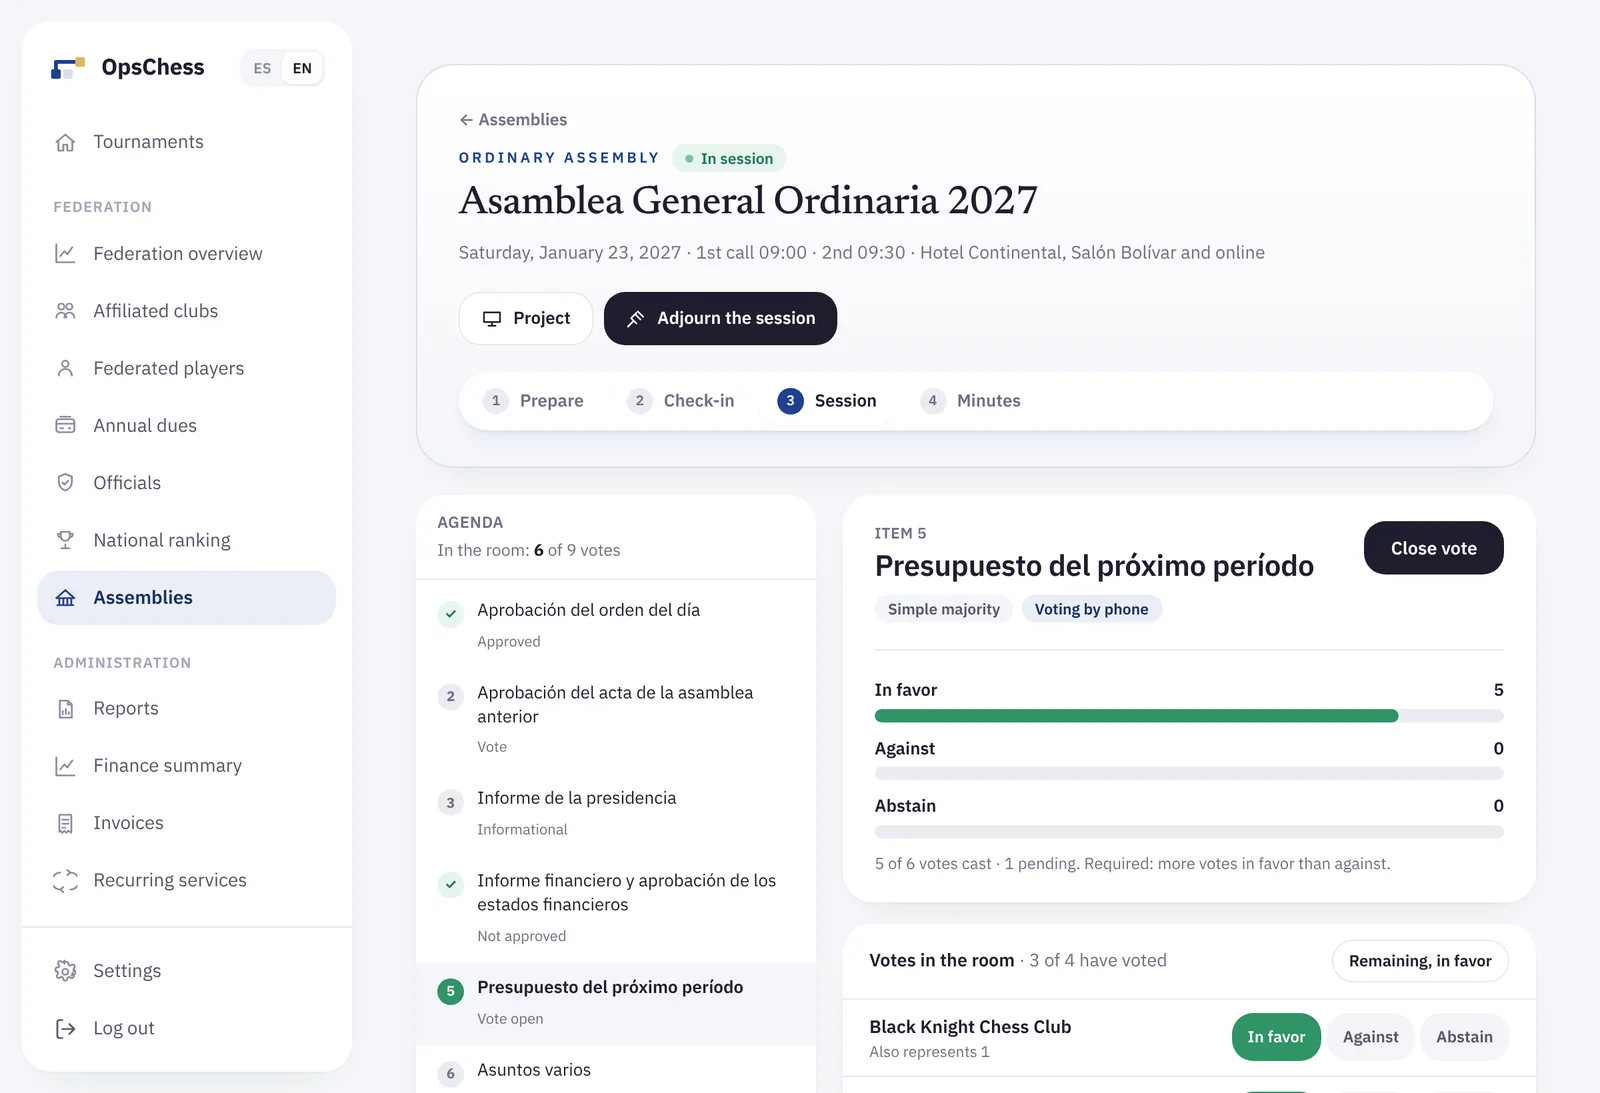 OpsChess
ES
EN
Tournaments
FEDERATION
Federation overview
Affiliated clubs
Federated players
Annual dues
Officials
National ranking
Assemblies
ADMINISTRATION
Reports
Finance summary
Invoices
Recurring services
Settings
Log out
← Assemblies
ORDINARY ASSEMBLY
In session
Asamblea General Ordinaria 2027
Saturday, January 23, 2027 · 1st call 09:00 · 2nd 09:30 · Hotel Continental, Salón Bolívar and online
Project
Adjourn the session
1 Prepare
2 Check-in
3 Session
4 Minutes
AGENDA
In the room: 6 of 9 votes
Aprobación del orden del día
Approved
2 Aprobación del acta de la asamblea
anterior
Vote
3 Informe de la presidencia
Informational
Informe financiero y aprobación de los
estados financieros
Not approved
5 Presupuesto del próximo período
Vote open
6 Asuntos varios
ITEM 5
Presupuesto del próximo período
Close vote
Simple majority
Voting by phone
In favor 5
Against 0
Abstain 0
5 of 6 votes cast · 1 pending. Required: more votes in favor than against.
Votes in the room · 3 of 4 have voted
Remaining, in favor
Black Knight Chess Club
Also represents 1
In favor
Against
Abstain